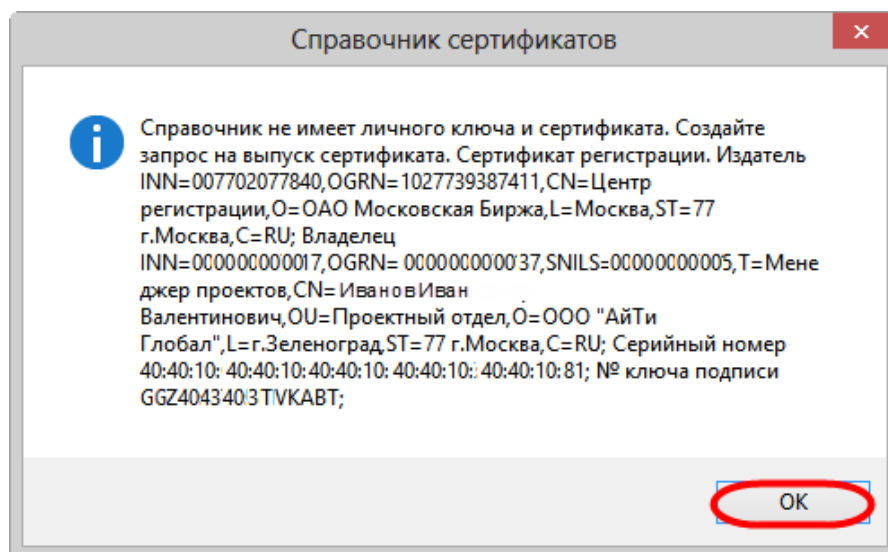 Справочник сертификатов
Справочник не имеет личного ключа и сертификата. Создайте
запрос на выпуск сертификата. Сертификат регистрации. Издатель
INN=007702077840,OGRN=1027739387411,CN=Центр
регистрации,O=ОАО Московская Биржа,L=Москва,ST=77
г.Москва,C=RU; Владелец
INN=000000000017,OGRN= 0000000000137,SNILS=00000000005,T=Мене
джер проектов,CN=Иванов Иван
Валентинович,OU=Проектный отдел,O=ООО "АйТи
Глобал",L=г.Зеленоград,ST=77 г.Москва,C=RU; Серийный номер
40:40:10: 40:40:10:40:40:10: 40:40:10: 40:40:10:81; № ключа подписи
OK